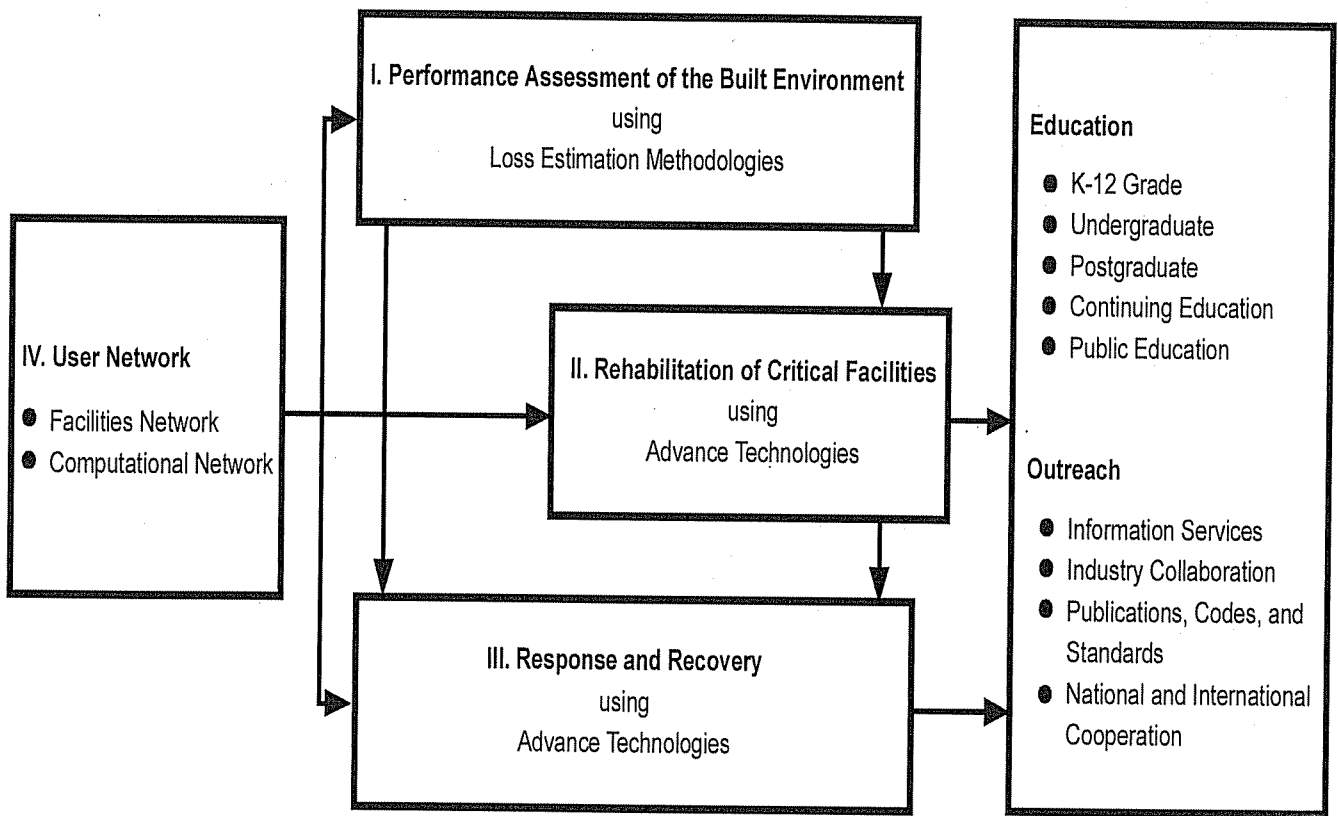 I. Performance Assessment of the Built Environment
using
Loss Estimation Methodologies
IV. User Network
● Facilities Network
● Computational Network
II. Rehabilitation of Critical Facilities
using
Advance Technologies
III. Response and Recovery
using
Advance Technologies
Education
● K-12 Grade
● Undergraduate
● Postgraduate
● Continuing Education
● Public Education
Outreach
● Information Services
● Industry Collaboration
● Publications, Codes, and
Standards
● National and International
Cooperation